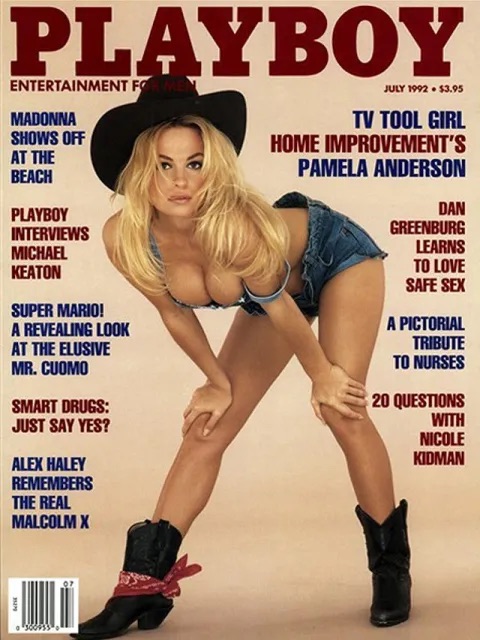 PLAYBOY
ENTERTAINMENT FOR MEN
JULY 1992 • $3.95
MADONNA
SHOWS OFF
AT THE
BEACH
PLAYBOY
INTERVIEWS
MICHAEL
KEATON
SUPER MARIO!
A REVEALING LOOK
AT THE ELUSIVE
MR. CUOMO
SMART DRUGS:
JUST SAY YES?
ALEX HALEY
REMEMBERS
THE REAL
MALCOLM X
TV TOOL GIRL
HOME IMPROVEMENT'S
PAMELA ANDERSON
DAN
GREENBURG
LEARNS
TO LOVE
SAFE SEX
A PICTORIAL
TRIBUTE
TO NURSES
20 QUESTIONS
WITH
NICOLE
KIDMAN
07